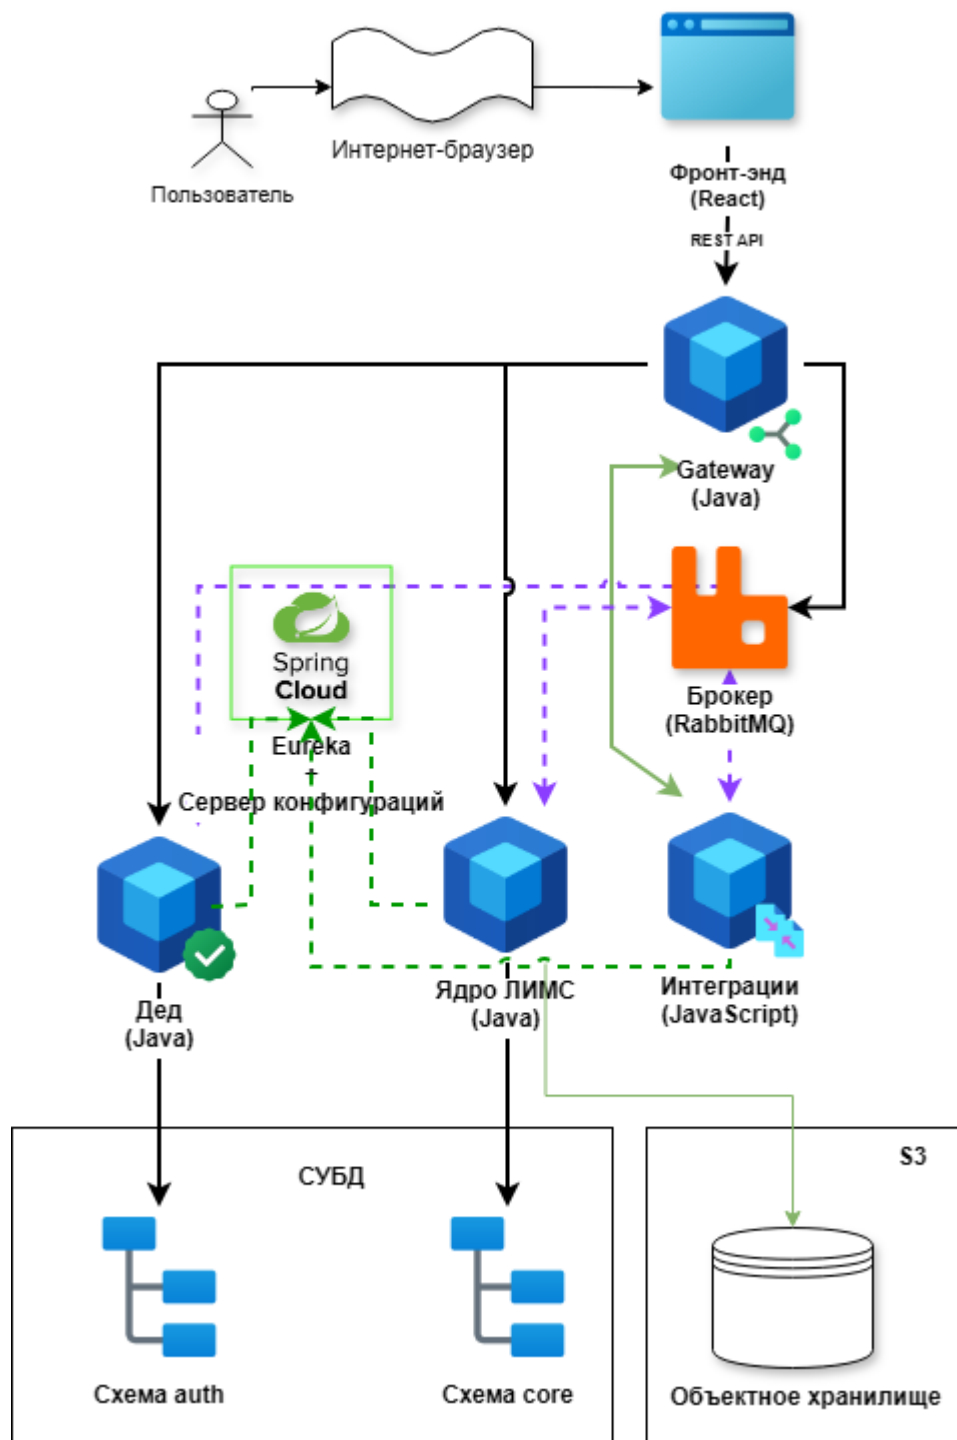 Интернет-браузер
Пользователь
Фронт-энд
(React)
REST API
Gateway
(Java)
Spring
Cloud
Eureka
+
Сервер конфигураций
Брокер
(RabbitMQ)
Дед
(Java)
Ядро ЛИМС
(Java)
Интеграции
(JavaScript)
СУБД
S3
Схема auth
Схема core
Объектное хранилище